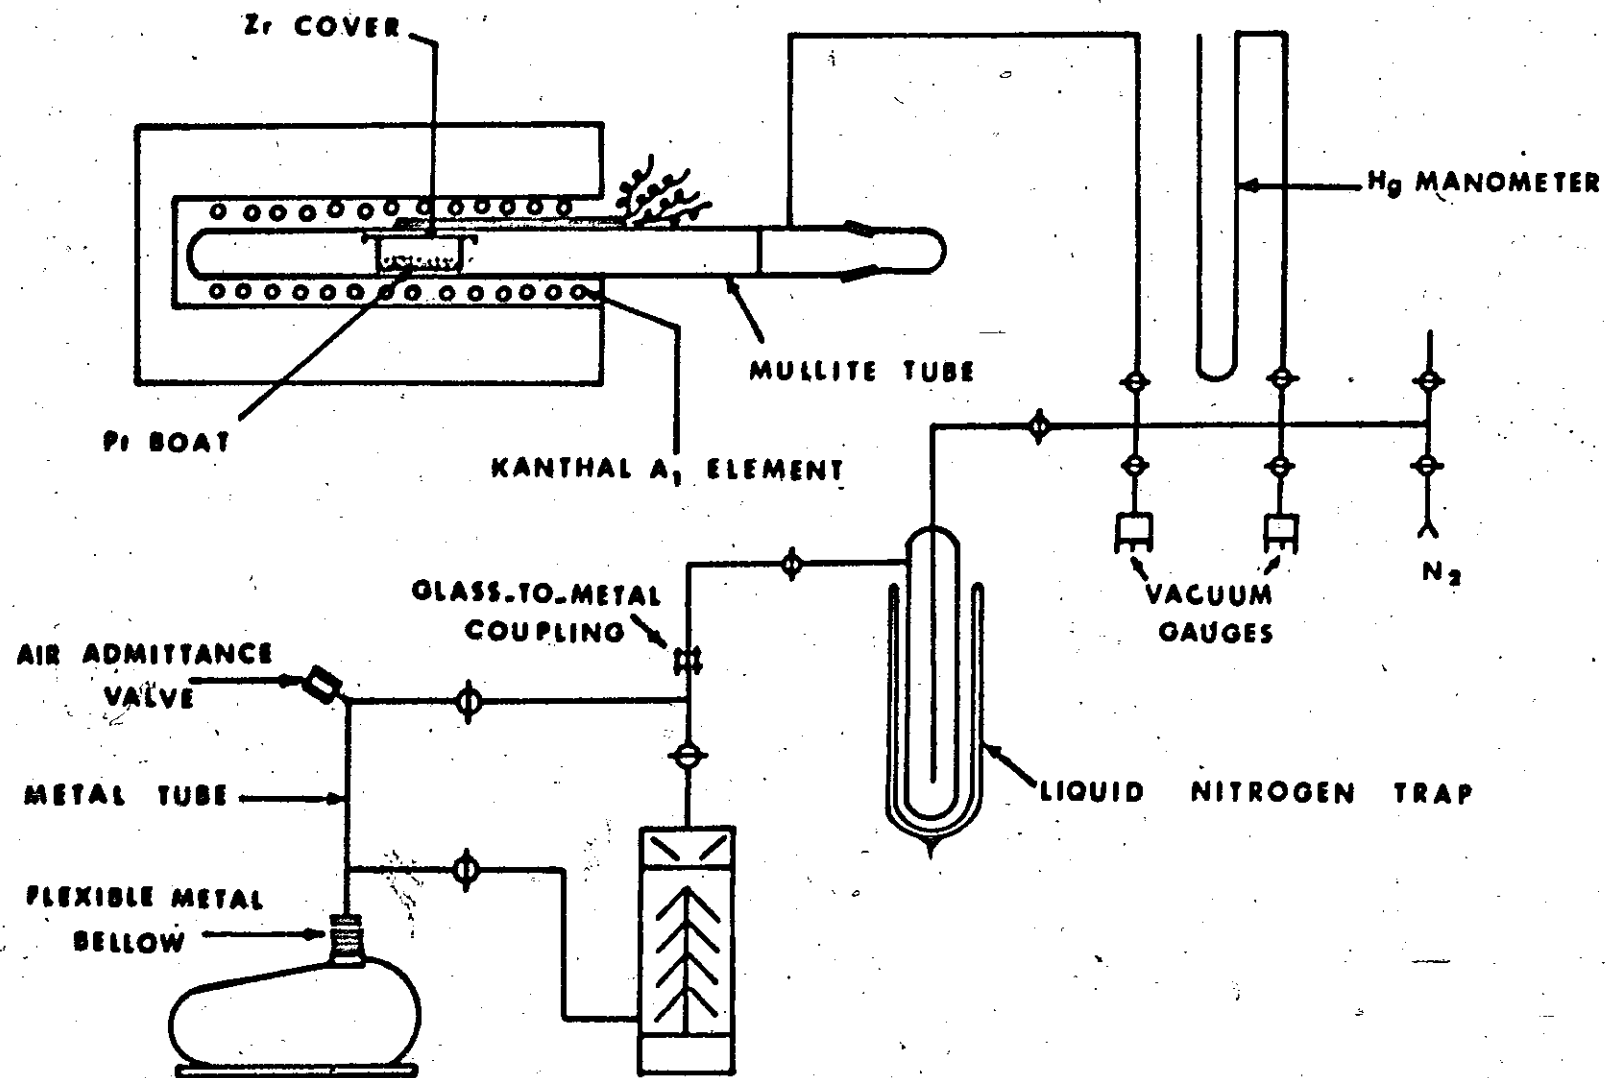 Zr COVER
Hg MANOMETER
MULLITE TUBE
Pt BOAT
KANTHAL A1 ELEMENT
N2
VACUUM
GAUGES
GLASS-TO-METAL
COUPLING
AIR ADMITTANCE
VALVE
METAL TUBE
LIQUID NITROGEN TRAP
FLEXIBLE METAL
BELLOW